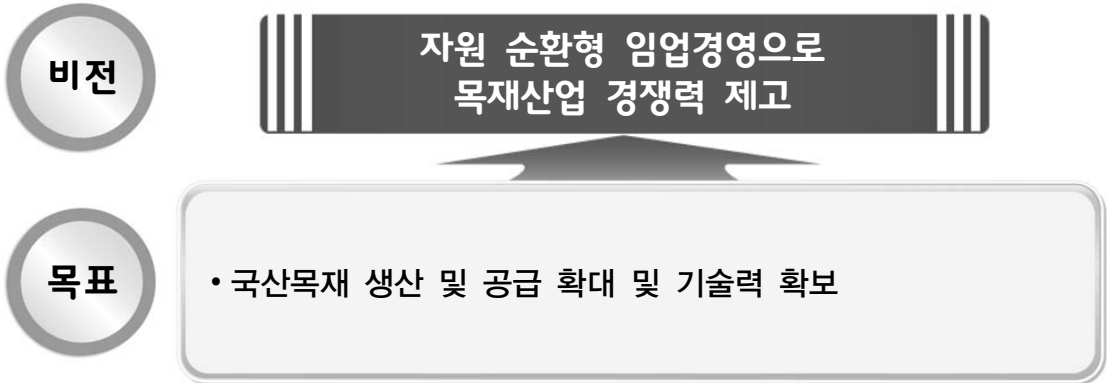 비전
자원 순환형 임업경영으로
목재산업 경쟁력 제고
목표
• 국산목재 생산 및 공급 확대 및 기술력 확보